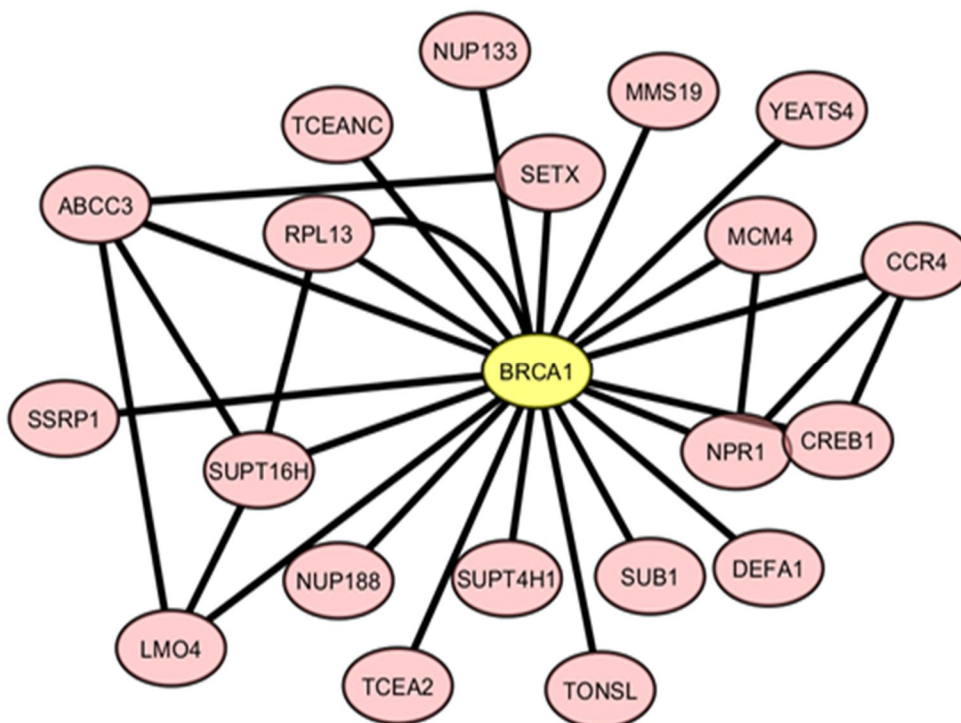 NUP133
MMS19
YEATS4
TCEANC
SETX
ABCC3
RPL13
MCM4
CCR4
BRCA1
SSRP1
SUPT16H
NPR1
CREB1
NUP188
SUPT4H1
SUB1
DEFA1
LMO4
TCEA2
TONSL